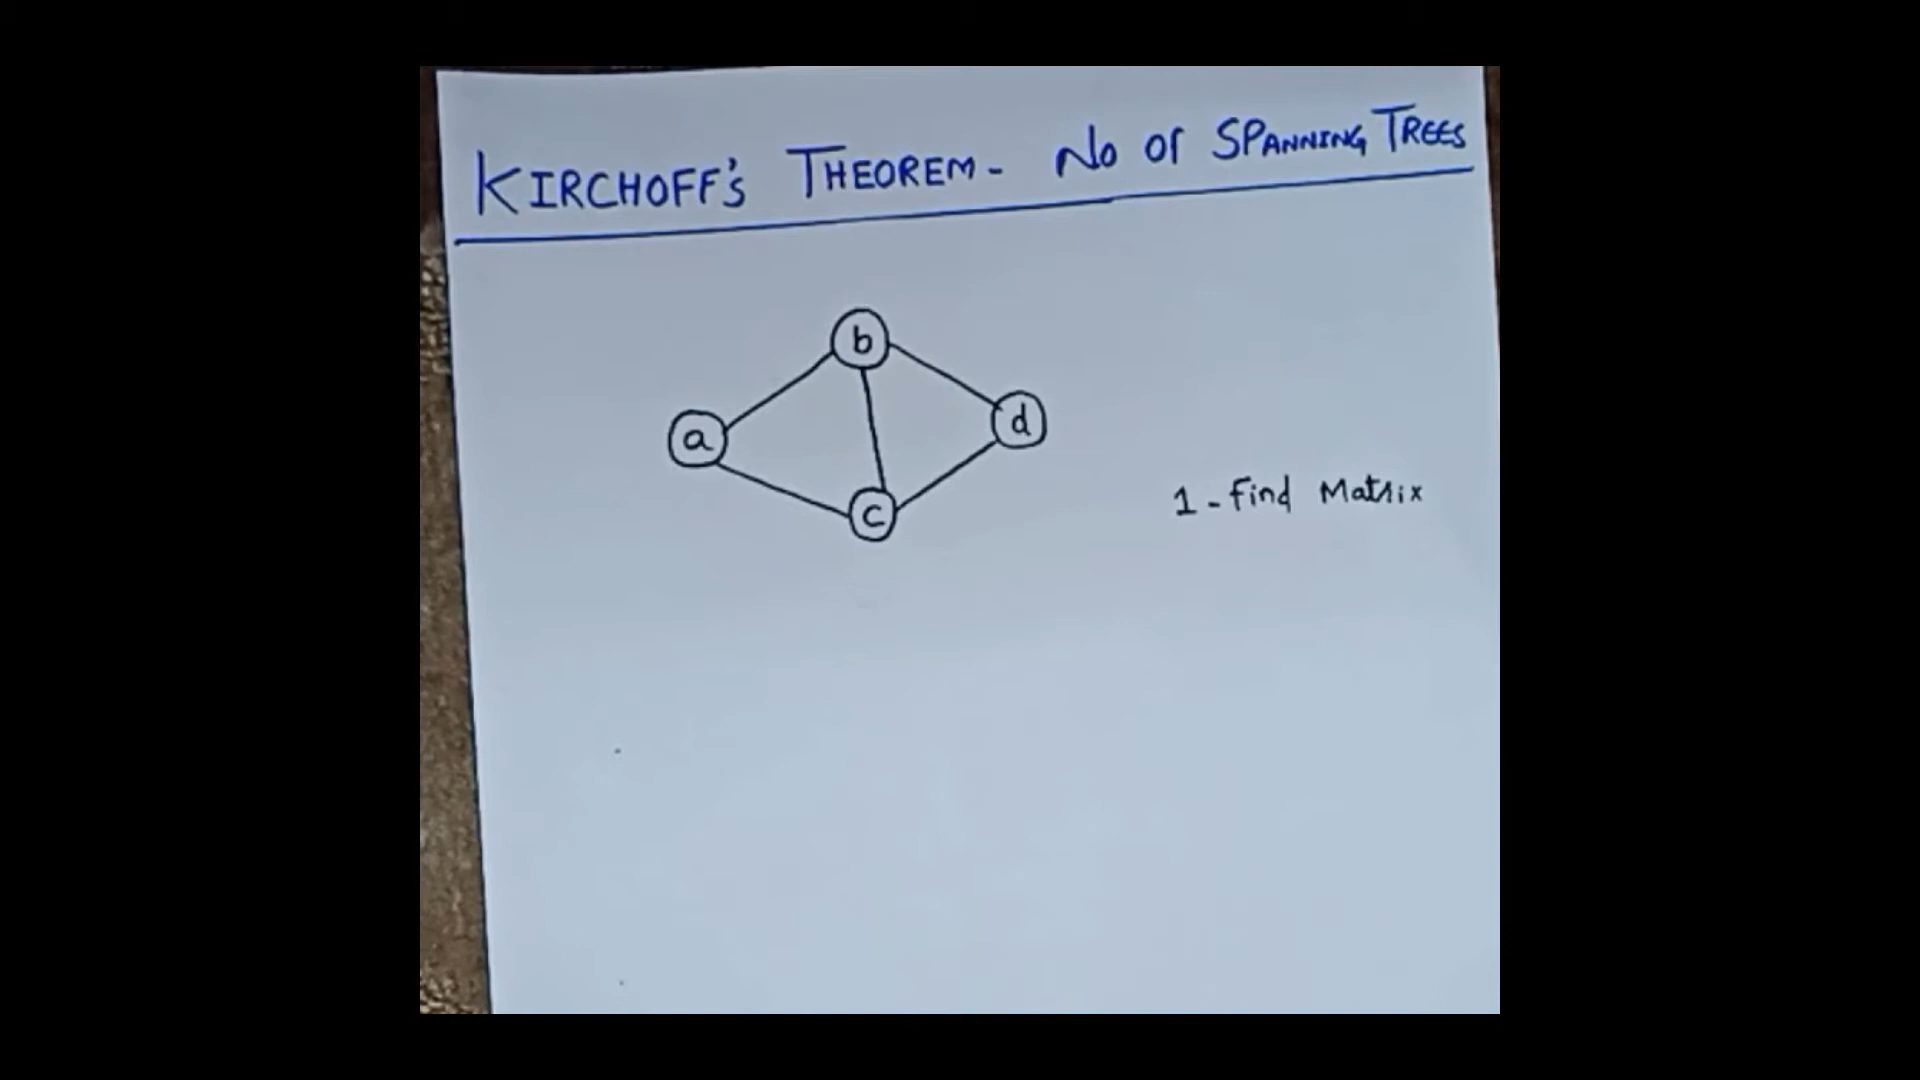 KIRCHOFF'S THEOREM - No Of SPANNING TREES
b
a
d
c
1 - Find Matrix